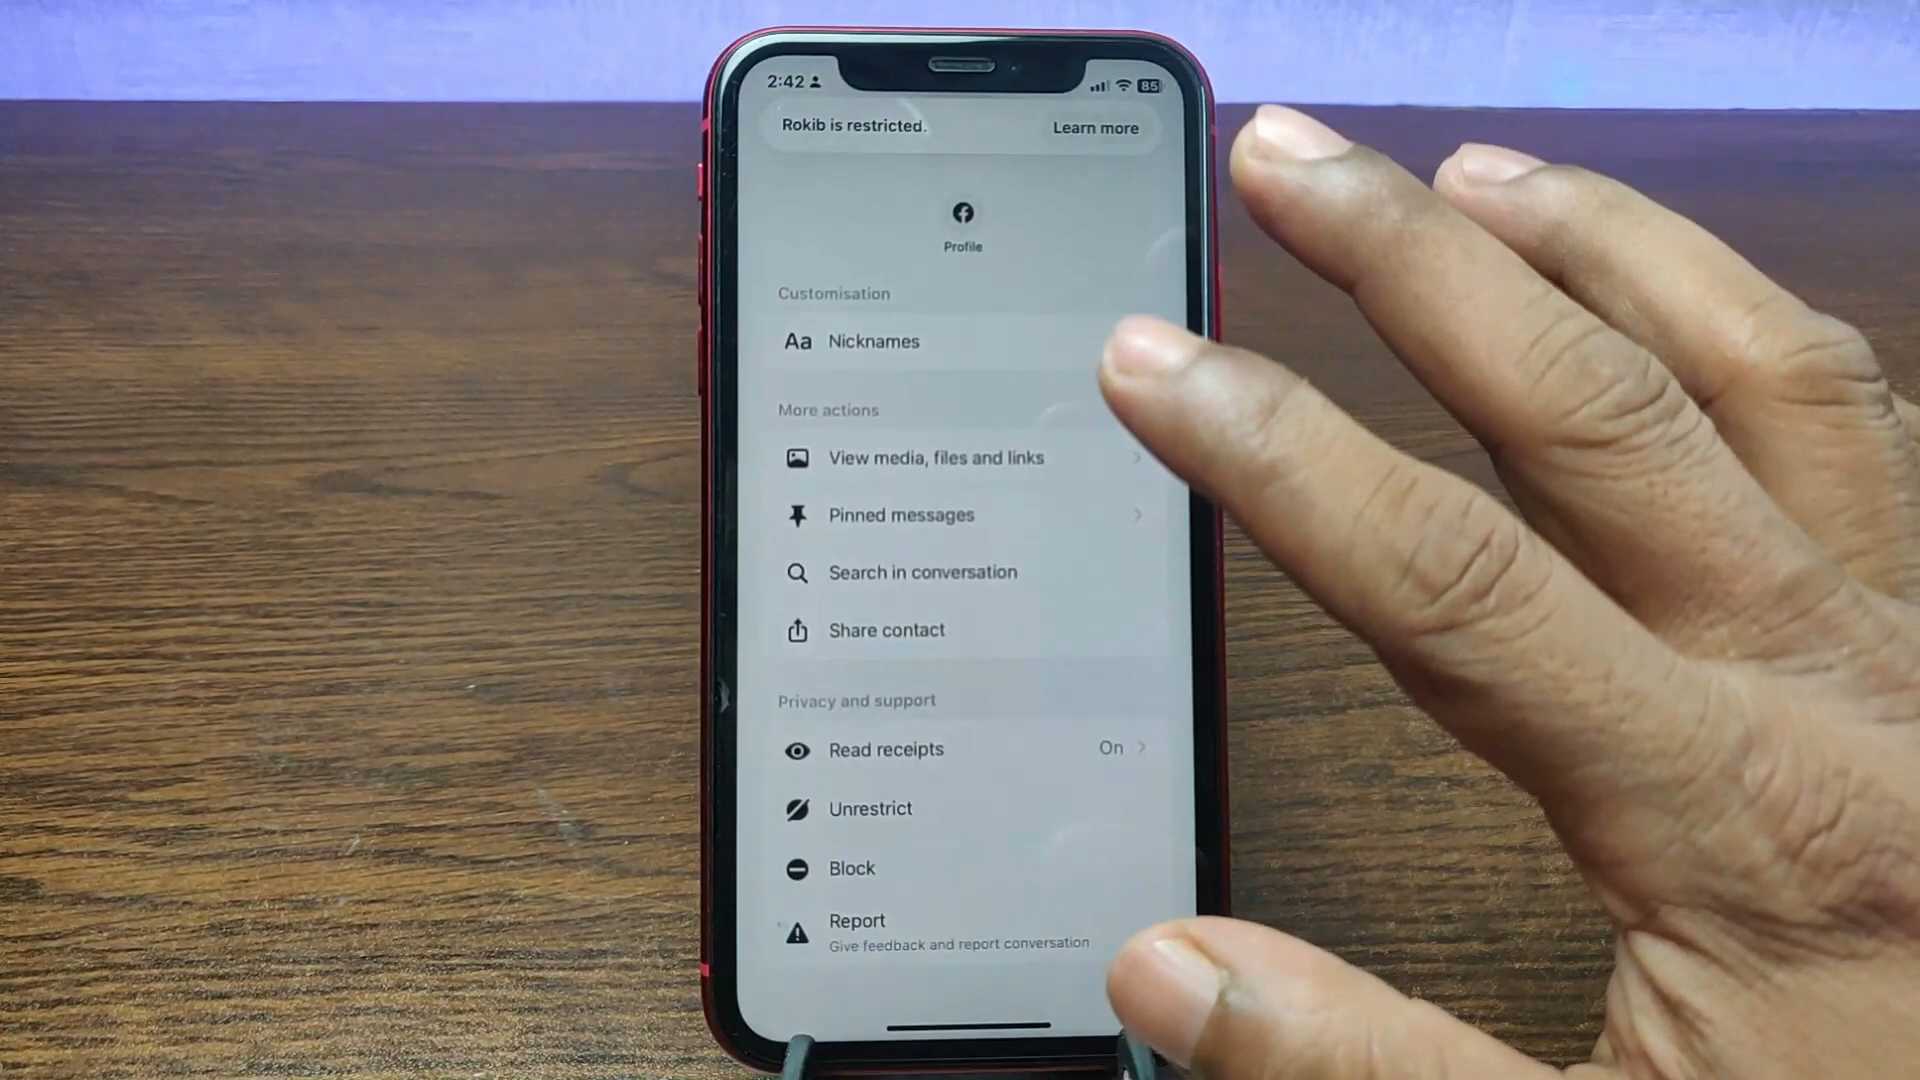 2:42
85
Rokib is restricted.
Learn more
Profile
Customisation
Aa Nicknames
More actions
View media, files and links
Pinned messages
Search in conversation
Share contact
Privacy and support
Read receipts On
Unrestrict
Block
Report
Give feedback and report conversation